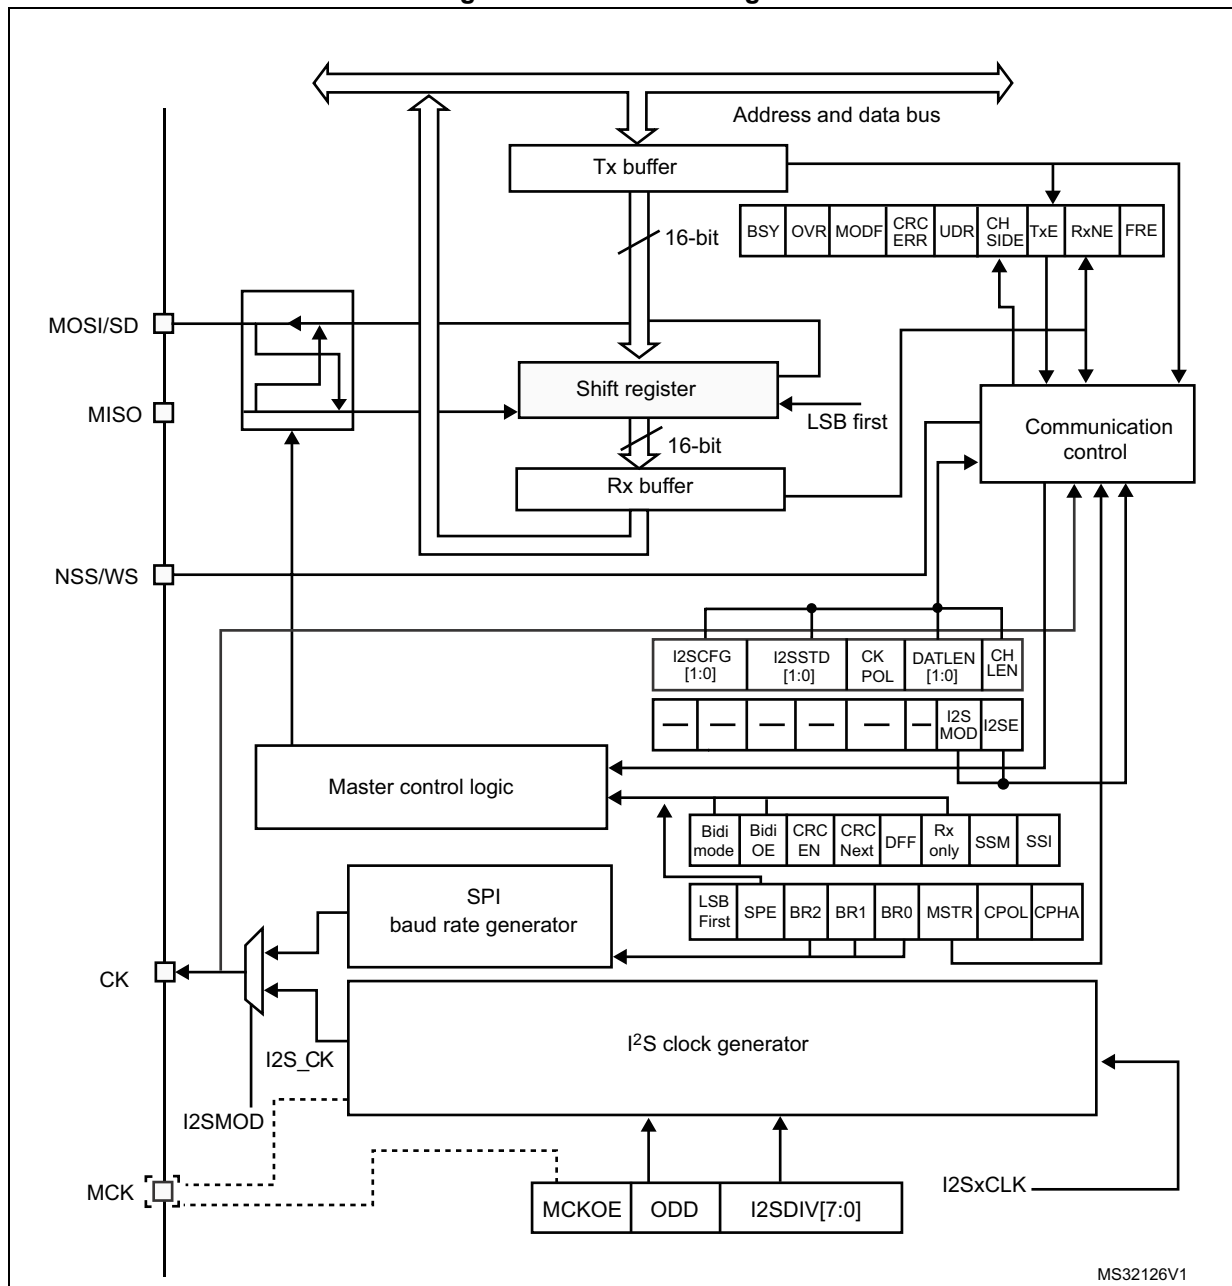 Address and data bus
Tx buffer
16-bit
BSY OVR MODF CRC ERR UDR CH SIDE TxE RxNE FRE
MOSI/SD
Shift register
MISO
LSB first
Communication
control
16-bit
Rx buffer
NSS/WS
I2SCFG [1:0] I2SSTD [1:0] CK POL DATLEN [1:0] CH LEN
I2S MOD I2SE
Master control logic
Bidi mode Bidi OE CRC EN CRC Next DFF Rx only SSM SSI
LSB First SPE BR2 BR1 BR0 MSTR CPOL CPHA
SPI
baud rate generator
CK
I2S clock generator
I2S_CK
I2SMOD
MCK
I2SxCLK
MCKOE ODD I2SDIV[7:0]
MS32126V1